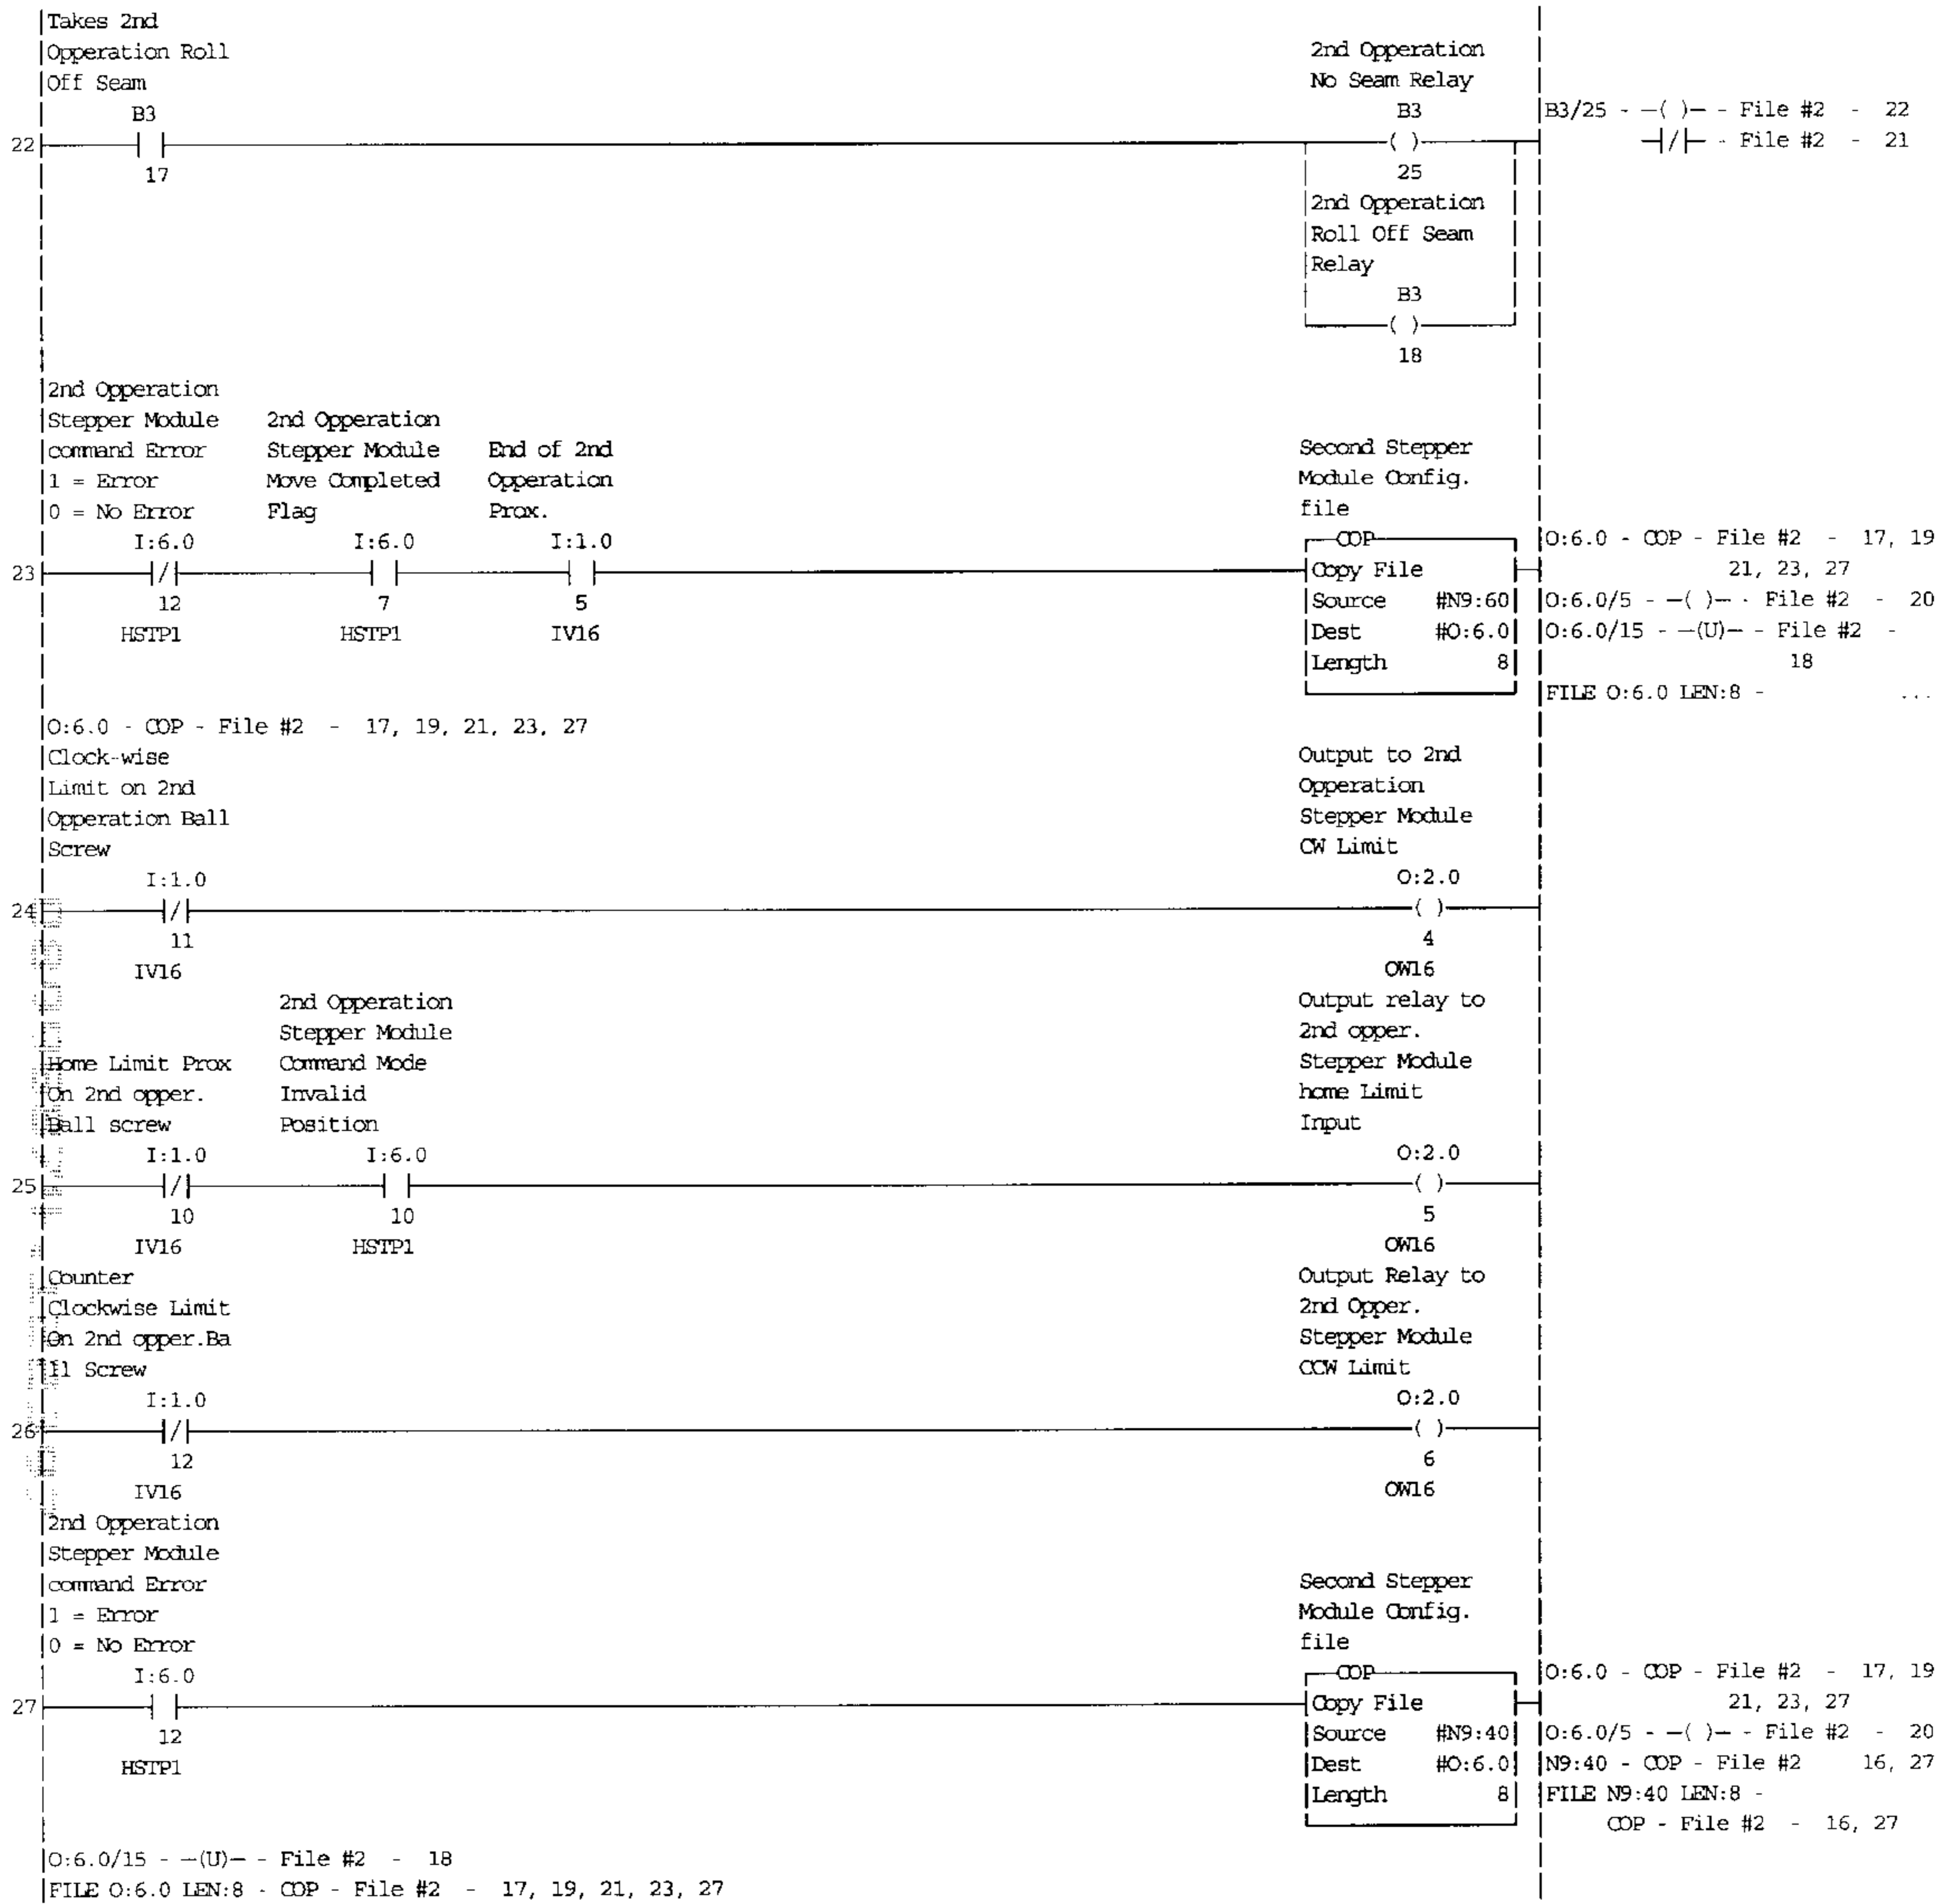 Takes 2nd
Opperation Roll
Off Seam
B3
22
17
2nd Opperation
No Seam Relay
B3
( )
25
2nd Opperation
Roll Off Seam
Relay
B3
( )
18
B3/25 - —( )— - File #2 - 22
—|/|— - File #2 - 21
2nd Opperation
Stepper Module
command Error
1 = Error
0 = No Error
I:6.0
23
12
HSTP1
2nd Opperation
Stepper Module
Move Completed
Flag
I:6.0
7
HSTP1
End of 2nd
Opperation
Prox.
I:1.0
5
IV16
Second Stepper
Module Config.
file
COP
Copy File
Source #N9:60
Dest #O:6.0
Length 8
O:6.0 - COP - File #2 - 17, 19
21, 23, 27
O:6.0/5 - —( )— - File #2 - 20
O:6.0/15 - —(U)— - File #2 -
18
FILE O:6.0 LEN:8 - ...
O:6.0 - COP - File #2 - 17, 19, 21, 23, 27
Clock-wise
Limit on 2nd
Opperation Ball
Screw
I:1.0
24
11
IV16
Output to 2nd
Opperation
Stepper Module
CW Limit
O:2.0
( )
4
OW16
Home Limit Prox
On 2nd opper.
Ball screw
I:1.0
25
10
IV16
2nd Opperation
Stepper Module
Command Mode
Invalid
Position
I:6.0
10
HSTP1
Output relay to
2nd opper.
Stepper Module
home Limit
Input
O:2.0
( )
5
OW16
Counter
Clockwise Limit
On 2nd opper.Ba
ll Screw
I:1.0
26
12
IV16
Output Relay to
2nd Opper.
Stepper Module
CCW Limit
O:2.0
( )
6
OW16
2nd Opperation
Stepper Module
command Error
1 = Error
0 = No Error
I:6.0
27
12
HSTP1
Second Stepper
Module Config.
file
COP
Copy File
Source #N9:40
Dest #O:6.0
Length 8
O:6.0 - COP - File #2 - 17, 19
21, 23, 27
O:6.0/5 - —( )— - File #2 - 20
N9:40 - COP - File #2 16, 27
FILE N9:40 LEN:8 -
COP - File #2 - 16, 27
O:6.0/15 - —(U)— - File #2 - 18
FILE O:6.0 LEN:8 - COP - File #2 - 17, 19, 21, 23, 27